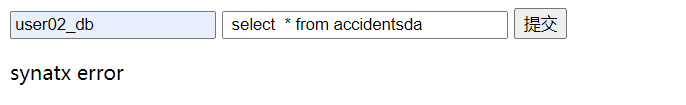 user02_db select * from accidentsda 提交
synatx error